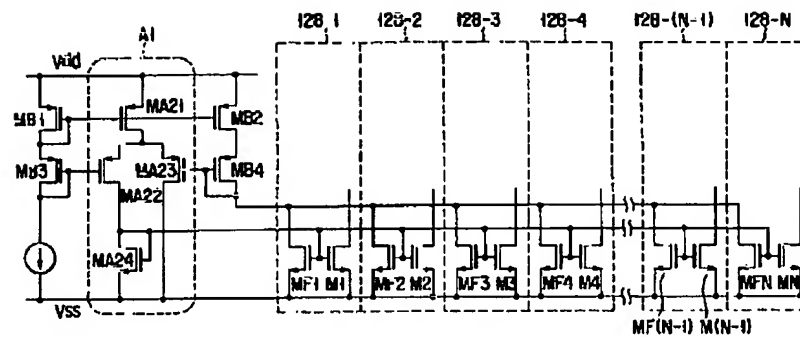 128-1 128-2 128-3 128-4 128-(N-1) 128-N
A1
Vdd
MB1 MA21 MB2
MB3 MA23 MB4
MA22
MA24
MF1 M1 MF2 M2 MF3 M3 MF4 M4 MFN MN
VSS
MF(N-1) M(N-1)